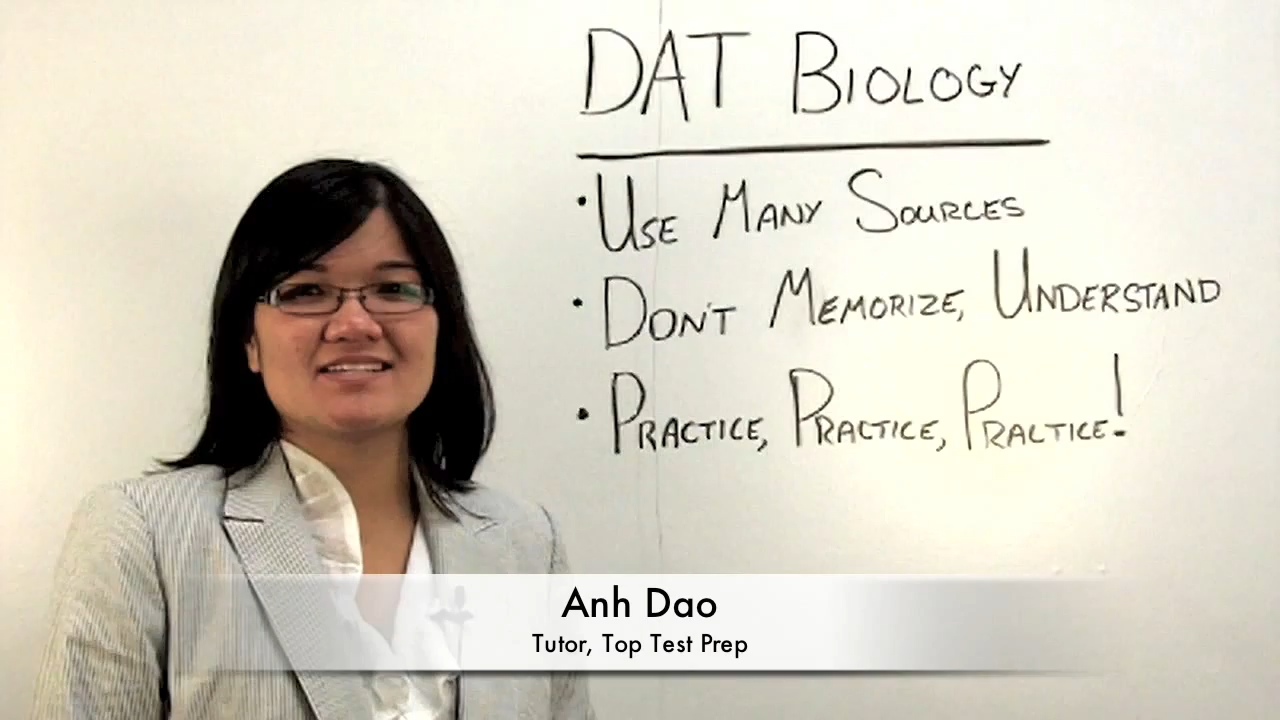 DAT BIOLOGY
• USE MANY SOURCES
• DON'T MEMORIZE, UNDERSTAND
• PRACTICE, PRACTICE, PRACTICE!
Anh Dao
Tutor, Top Test Prep